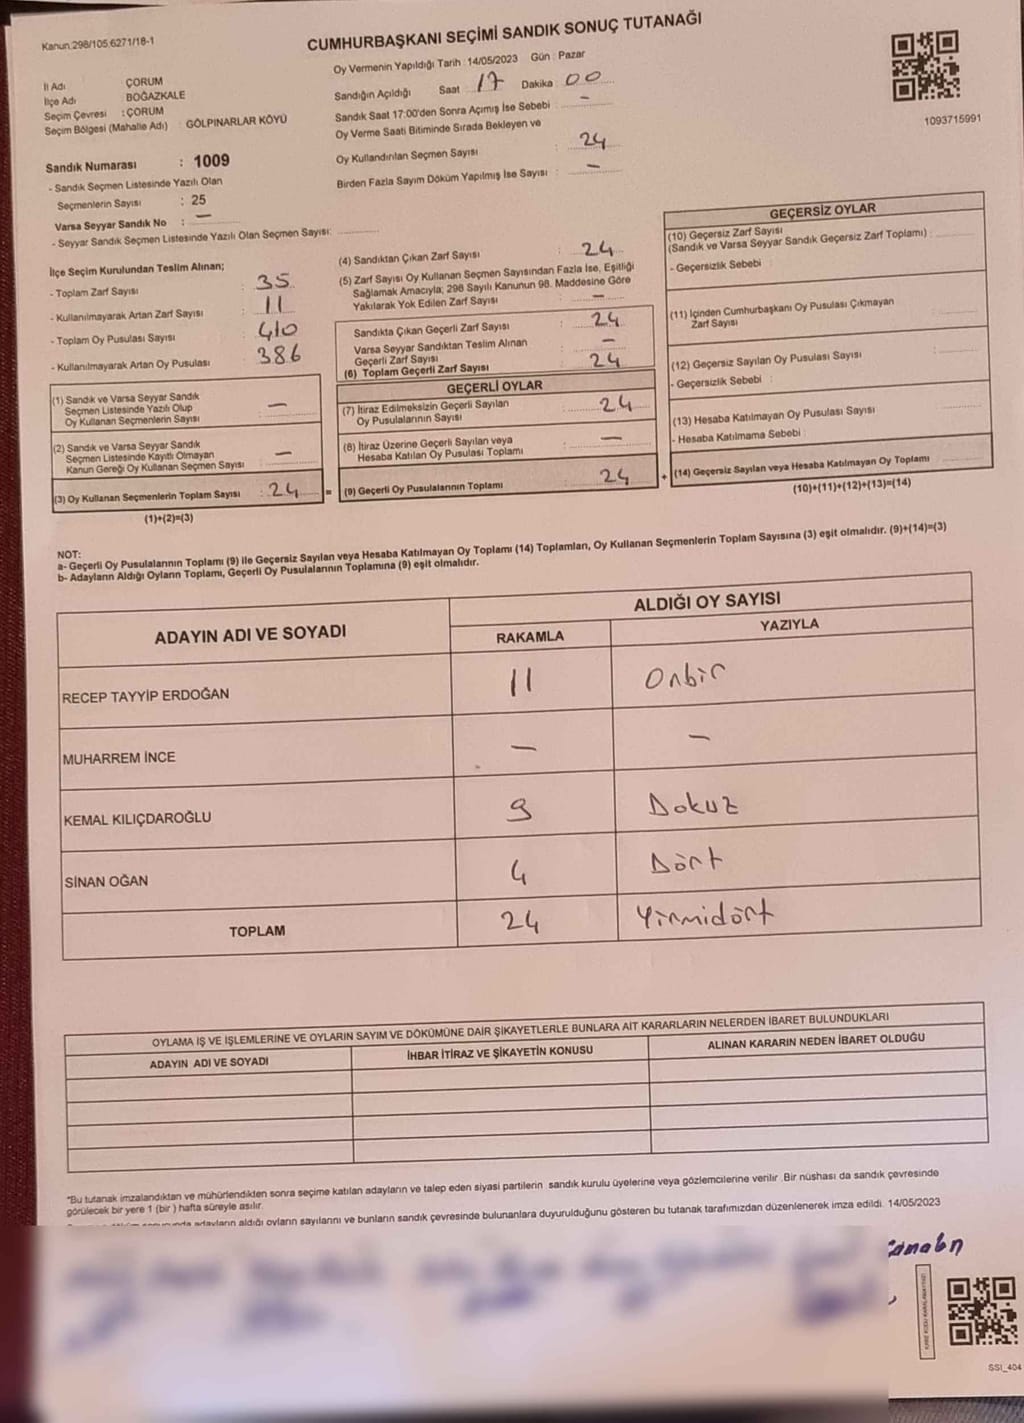 Kanun:298/105:6271/18-1
CUMHURBAŞKANI SEÇİMİ SANDIK SONUÇ TUTANAĞI
Oy Vermenin Yapıldığı Tarih : 14/05/2023 Gün : Pazar
İl Adı : ÇORUM
İlçe Adı : BOĞAZKALE
Seçim Çevresi : ÇORUM
Seçim Bölgesi (Mahalle Adı) : GÖLPINARLAR KÖYÜ
Sandık Numarası : 1009
- Sandık Seçmen Listesinde Yazılı Olan
Seçmenlerin Sayısı : 25
Varsa Seyyar Sandık No : —
- Seyyar Sandık Seçmen Listesinde Yazılı Olan Seçmen Sayısı:
Sandığın Açıldığı Saat 17 Dakika : 00
Sandık Saat 17:00'den Sonra Açımış İse Sebebi : —
Oy Verme Saati Bitiminde Sırada Bekleyen ve
Oy Kullandırılan Seçmen Sayısı : 24
Birden Fazla Sayım Döküm Yapılmış İse Sayısı : —
1093715991
İlçe Seçim Kurulundan Teslim Alınan;
- Toplam Zarf Sayısı : 35
- Kullanılmayarak Artan Zarf Sayısı : 11
- Toplam Oy Pusulası Sayısı : 410
- Kullanılmayarak Artan Oy Pusulası : 386
(1) Sandık ve Varsa Seyyar Sandık
Seçmen Listesinde Yazılı Olup
Oy Kullanan Seçmenlerin Sayısı : —
(2) Sandık ve Varsa Seyyar Sandık
Seçmen Listesinde Kayıtlı Olmayan
Kanun Gereği Oy Kullanan Seçmen Sayısı : —
(3) Oy Kullanan Seçmenlerin Toplam Sayısı : 24 =
(1)+(2)=(3)
(4) Sandıktan Çıkan Zarf Sayısı : 24
(5) Zarf Sayısı Oy Kullanan Seçmen Sayısından Fazla İse, Eşitliği
Sağlamak Amacıyla; 298 Sayılı Kanunun 98. Maddesine Göre
Yakılarak Yok Edilen Zarf Sayısı : —
Sandıkta Çıkan Geçerli Zarf Sayısı : 24
Varsa Seyyar Sandıktan Teslim Alınan
Geçerli Zarf Sayısı : —
(6) Toplam Geçerli Zarf Sayısı : 24
GEÇERLİ OYLAR
(7) İtiraz Edilmeksizin Geçerli Sayılan
Oy Pusulalarının Sayısı : 24
(8) İtiraz Üzerine Geçerli Sayılan veya
Hesaba Katılan Oy Pusulası Toplamı : —
(9) Geçerli Oy Pusulalarının Toplamı : 24 +
GEÇERSİZ OYLAR
(10) Geçersiz Zarf Sayısı
(Sandık ve Varsa Seyyar Sandık Geçersiz Zarf Toplamı) :
- Geçersizlik Sebebi :
(11) İçinden Cumhurbaşkanı Oy Pusulası Çıkmayan
Zarf Sayısı :
(12) Geçersiz Sayılan Oy Pusulası Sayısı :
- Geçersizlik Sebebi :
(13) Hesaba Katılmayan Oy Pusulası Sayısı :
- Hesaba Katılmama Sebebi :
(14) Geçersiz Sayılan veya Hesaba Katılmayan Oy Toplamı
(10)+(11)+(12)+(13)=(14)
NOT:
a- Geçerli Oy Pusulalarının Toplamı (9) ile Geçersiz Sayılan veya Hesaba Katılmayan Oy Toplamı (14) Toplamları, Oy Kullanan Seçmenlerin Toplam Sayısına (3) eşit olmalıdır. (9)+(14)=(3)
b- Adayların Aldığı Oyların Toplamı, Geçerli Oy Pusulalarının Toplamına (9) eşit olmalıdır.
ADAYIN ADI VE SOYADI
ALDIĞI OY SAYISI
RAKAMLA YAZIYLA
RECEP TAYYİP ERDOĞAN 11 Onbir
MUHARREM İNCE — —
KEMAL KILIÇDAROĞLU 9 Dokuz
SİNAN OĞAN 4 Dört
TOPLAM 24 Yirmidört
OYLAMA İŞ VE İŞLEMLERİNE VE OYLARIN SAYIM VE DÖKÜMÜNE DAİR ŞİKAYETLERLE BUNLARA AİT KARARLARIN NELERDEN İBARET BULUNDUKLARI
ADAYIN ADI VE SOYADI İHBAR İTİRAZ VE ŞİKAYETİN KONUSU ALINAN KARARIN NEDEN İBARET OLDUĞU
*Bu tutanak imzalandıktan ve mühürlendikten sonra seçime katılan adayların ve talep eden siyasi partilerin sandık kurulu üyelerine veya gözlemcilerine verilir. Bir nüshası da sandık çevresinde
görülecek bir yere 1 (bir ) hafta süreyle asılır.
adayların aldığı oyların sayılarını ve bunların sandık çevresinde bulunanlara duyurulduğunu gösteren bu tutanak tarafımızdan düzenlenerek imza edildi. 14/05/2023
SSI_404